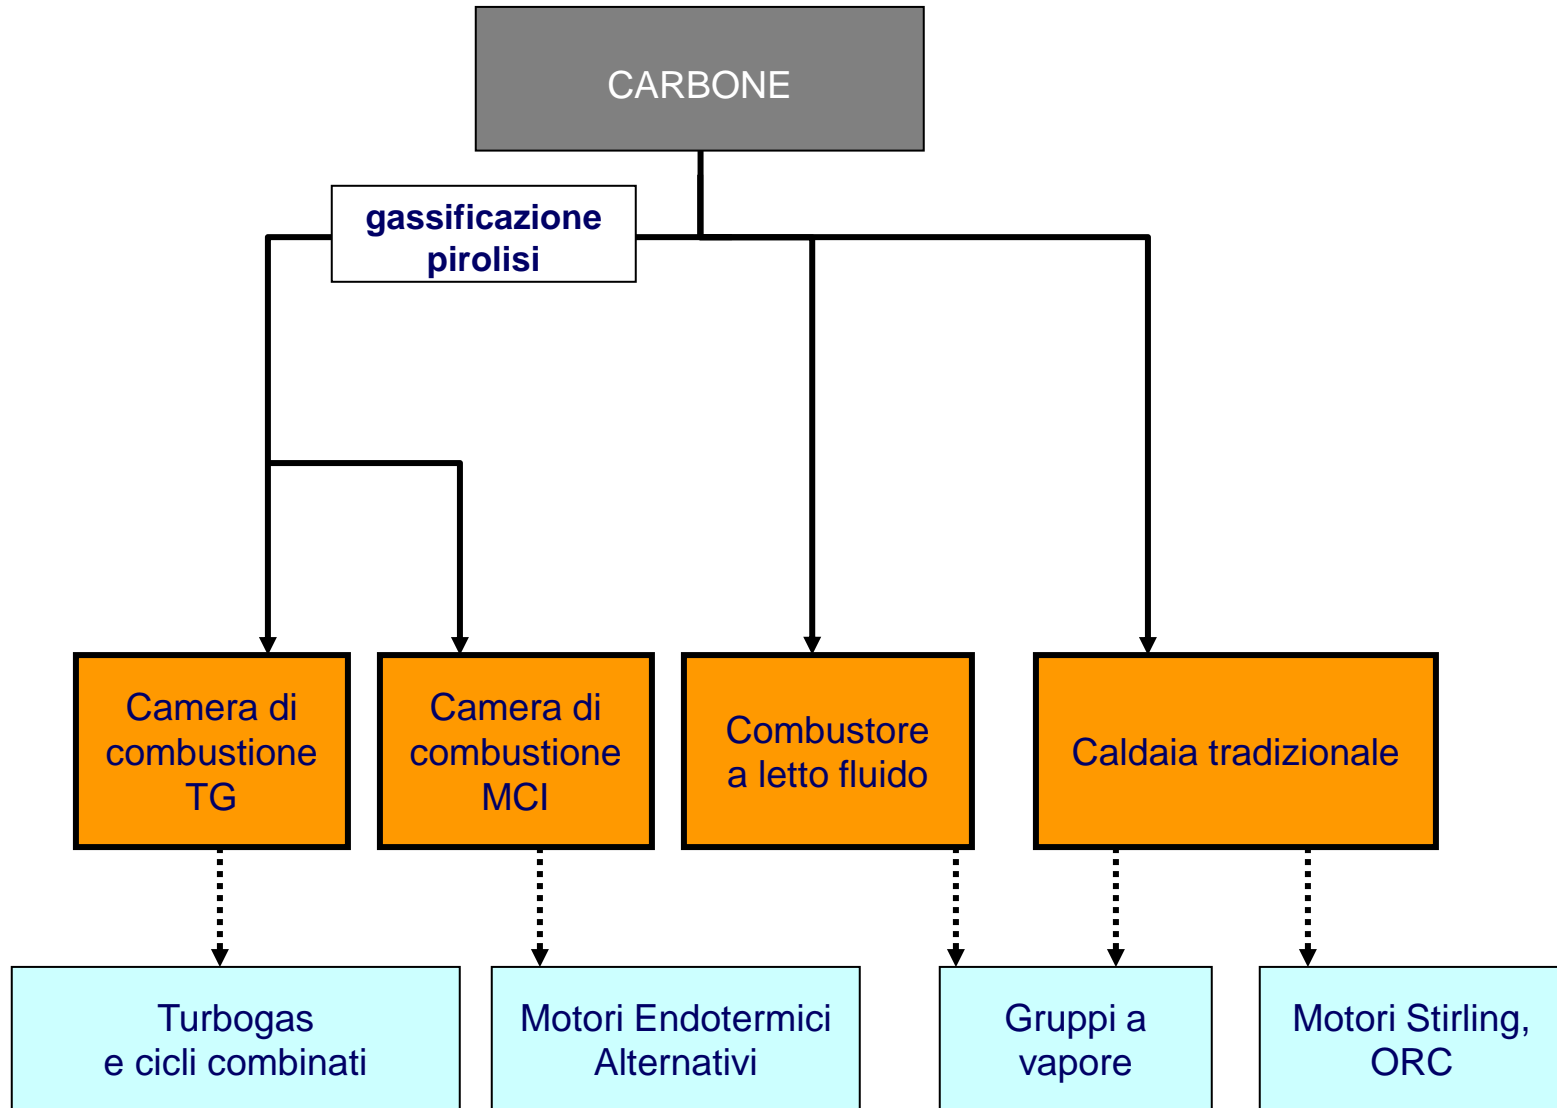 CARBONE
gassificazione
pirolisi
Camera di
combustione
TG
Camera di
combustione
MCI
Combustore
a letto fluido
Caldaia tradizionale
Turbogas
e cicli combinati
Motori Endotermici
Alternativi
Gruppi a
vapore
Motori Stirling,
ORC